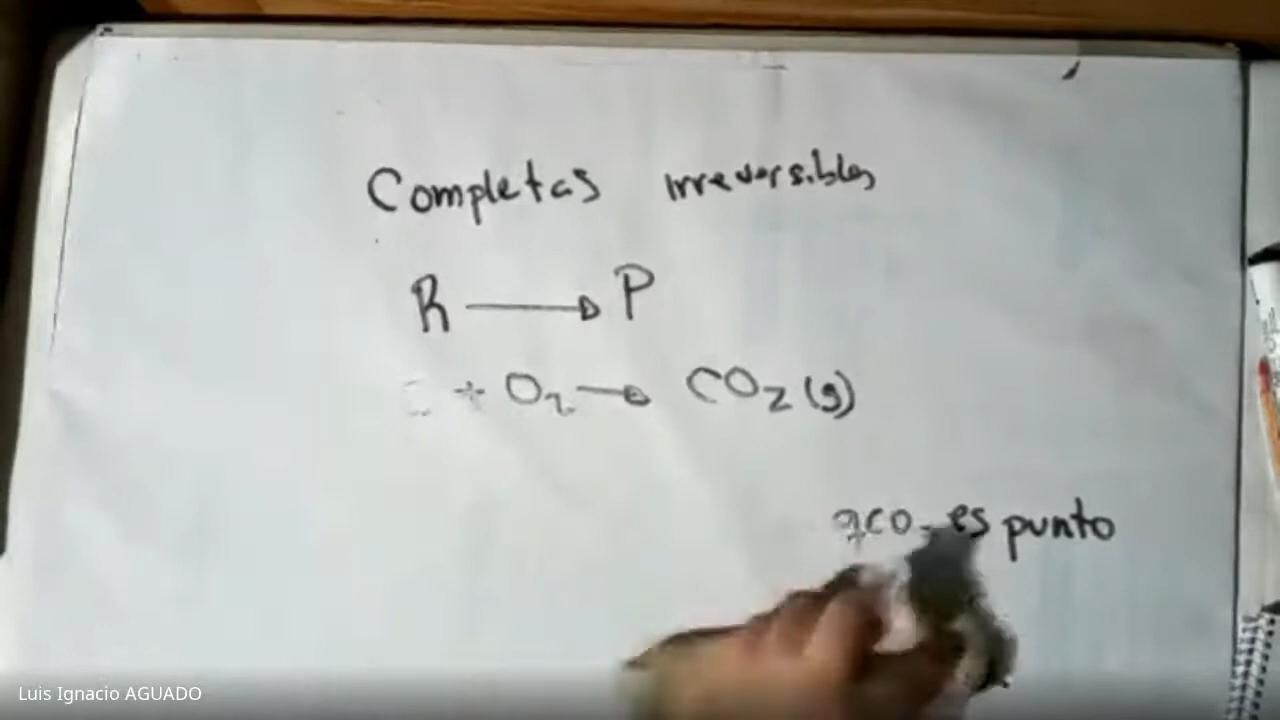 Completas irreversibles
R → P
C + O2 → CO2 (g)
es punto
Luis Ignacio AGUADO